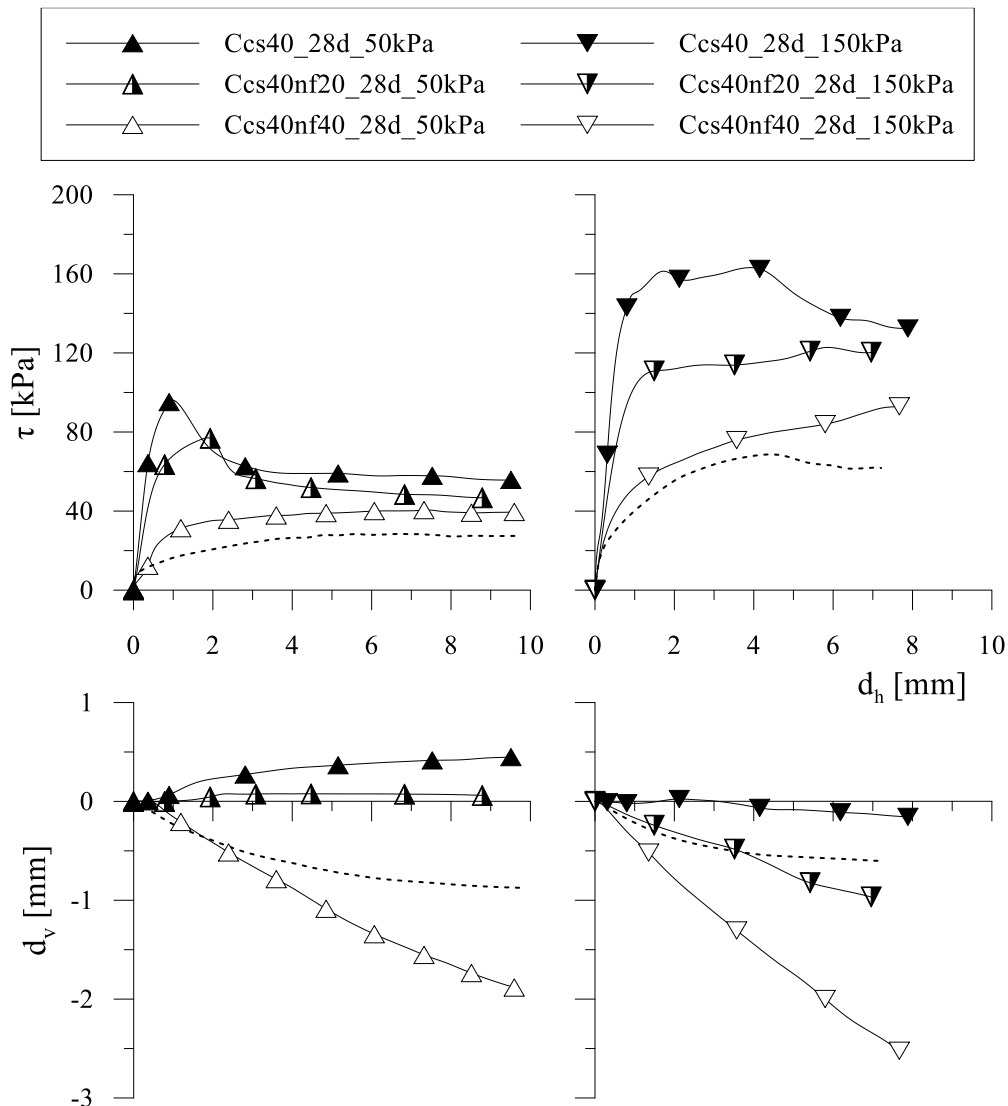 Ccs40_28d_50kPa
Ccs40_28d_150kPa
Ccs40nf20_28d_50kPa
Ccs40nf20_28d_150kPa
Ccs40nf40_28d_50kPa
Ccs40nf40_28d_150kPa
200
160
120
80
40
0
τ [kPa]
0 2 4 6 8 10
0 2 4 6 8 10
d_h [mm]
1
0
-1
-2
-3
d_v [mm]